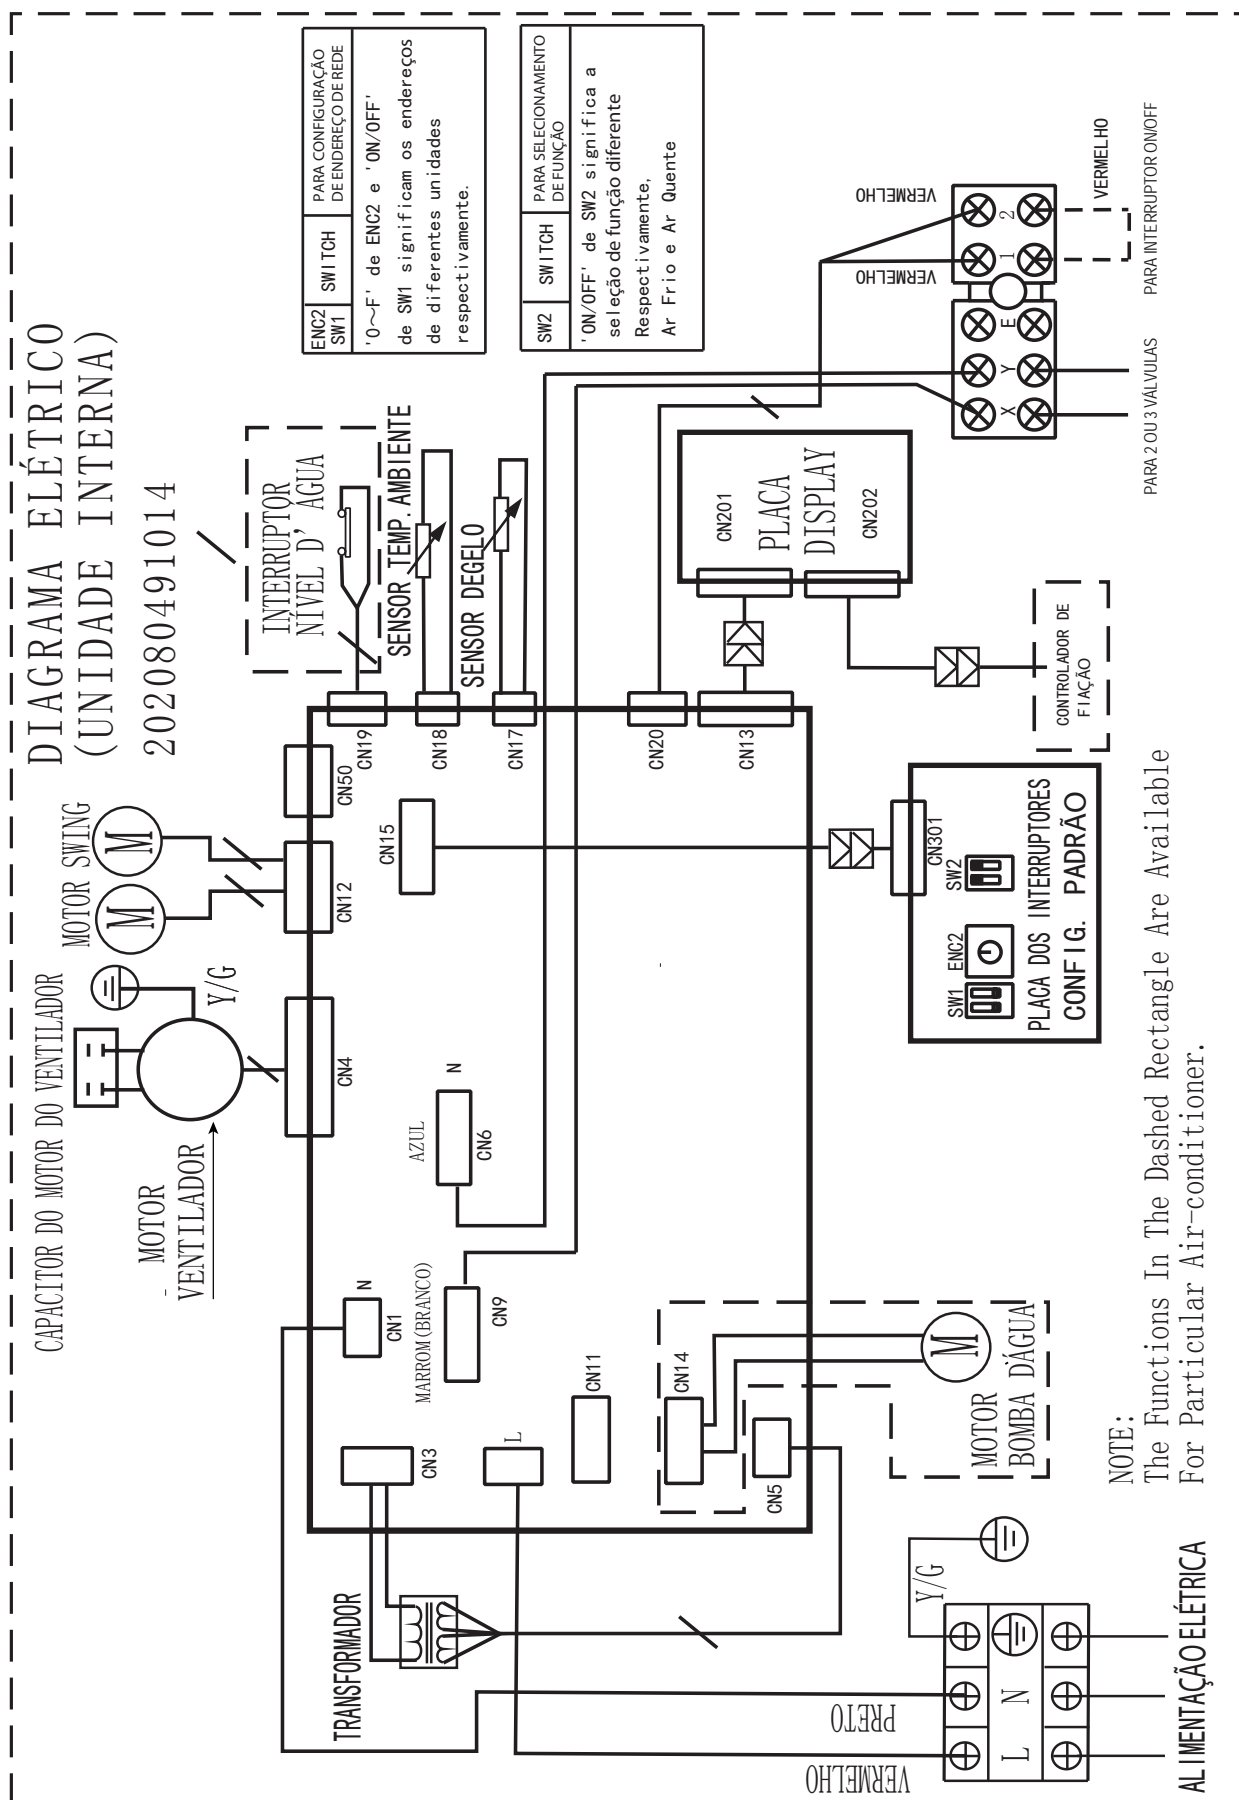 DIAGRAMA ELÉTRICO
(UNIDADE INTERNA)
2020804910​14
ENC2
SW1
SWITCH
PARA CONFIGURAÇÃO
DE ENDEREÇO DE REDE
'0~F' de ENC2 e 'ON/OFF'
de SW1 significam os endereços
de diferentes unidades
respectivamente.
SW2
SWITCH
PARA SELECIONAMENTO
DE FUNÇÃO
'ON/OFF' de SW2 significa a
seleção de função diferente
Respectivamente,
Ar Frio e Ar Quente
CAPACITOR DO MOTOR DO VENTILADOR
MOTOR SWING
M
M
Y/G
MOTOR
VENTILADOR
INTERRUPTOR
NÍVEL D' ÁGUA
SENSOR TEMP. AMBIENTE
SENSOR DEGELO
CN4
CN12
CN50
CN19
CN18
CN17
CN20
CN13
CN15
CN1
N
CN3
AZUL
CN6
N
MARROM(BRANCO)
CN9
L
CN11
CN14
CN5
TRANSFORMADOR
M
MOTOR
BOMBA D'ÁGUA
PLACA
DISPLAY
CN201
CN202
CONTROLADOR DE
FIAÇÃO
CN301
SW1
ENC2
SW2
PLACA DOS INTERRUPTORES
CONFIG. PADRÃO
VERMELHO
VERMELHO
X
Y
E
1
2
VERMELHO
PARA 2 OU 3 VÁLVULAS
PARA INTERRUPTOR ON/OFF
VERMELHO
PRETO
Y/G
L
N
ALIMENTAÇÃO ELÉTRICA
NOTE:
The Functions In The Dashed Rectangle Are Available
For Particular Air-conditioner.